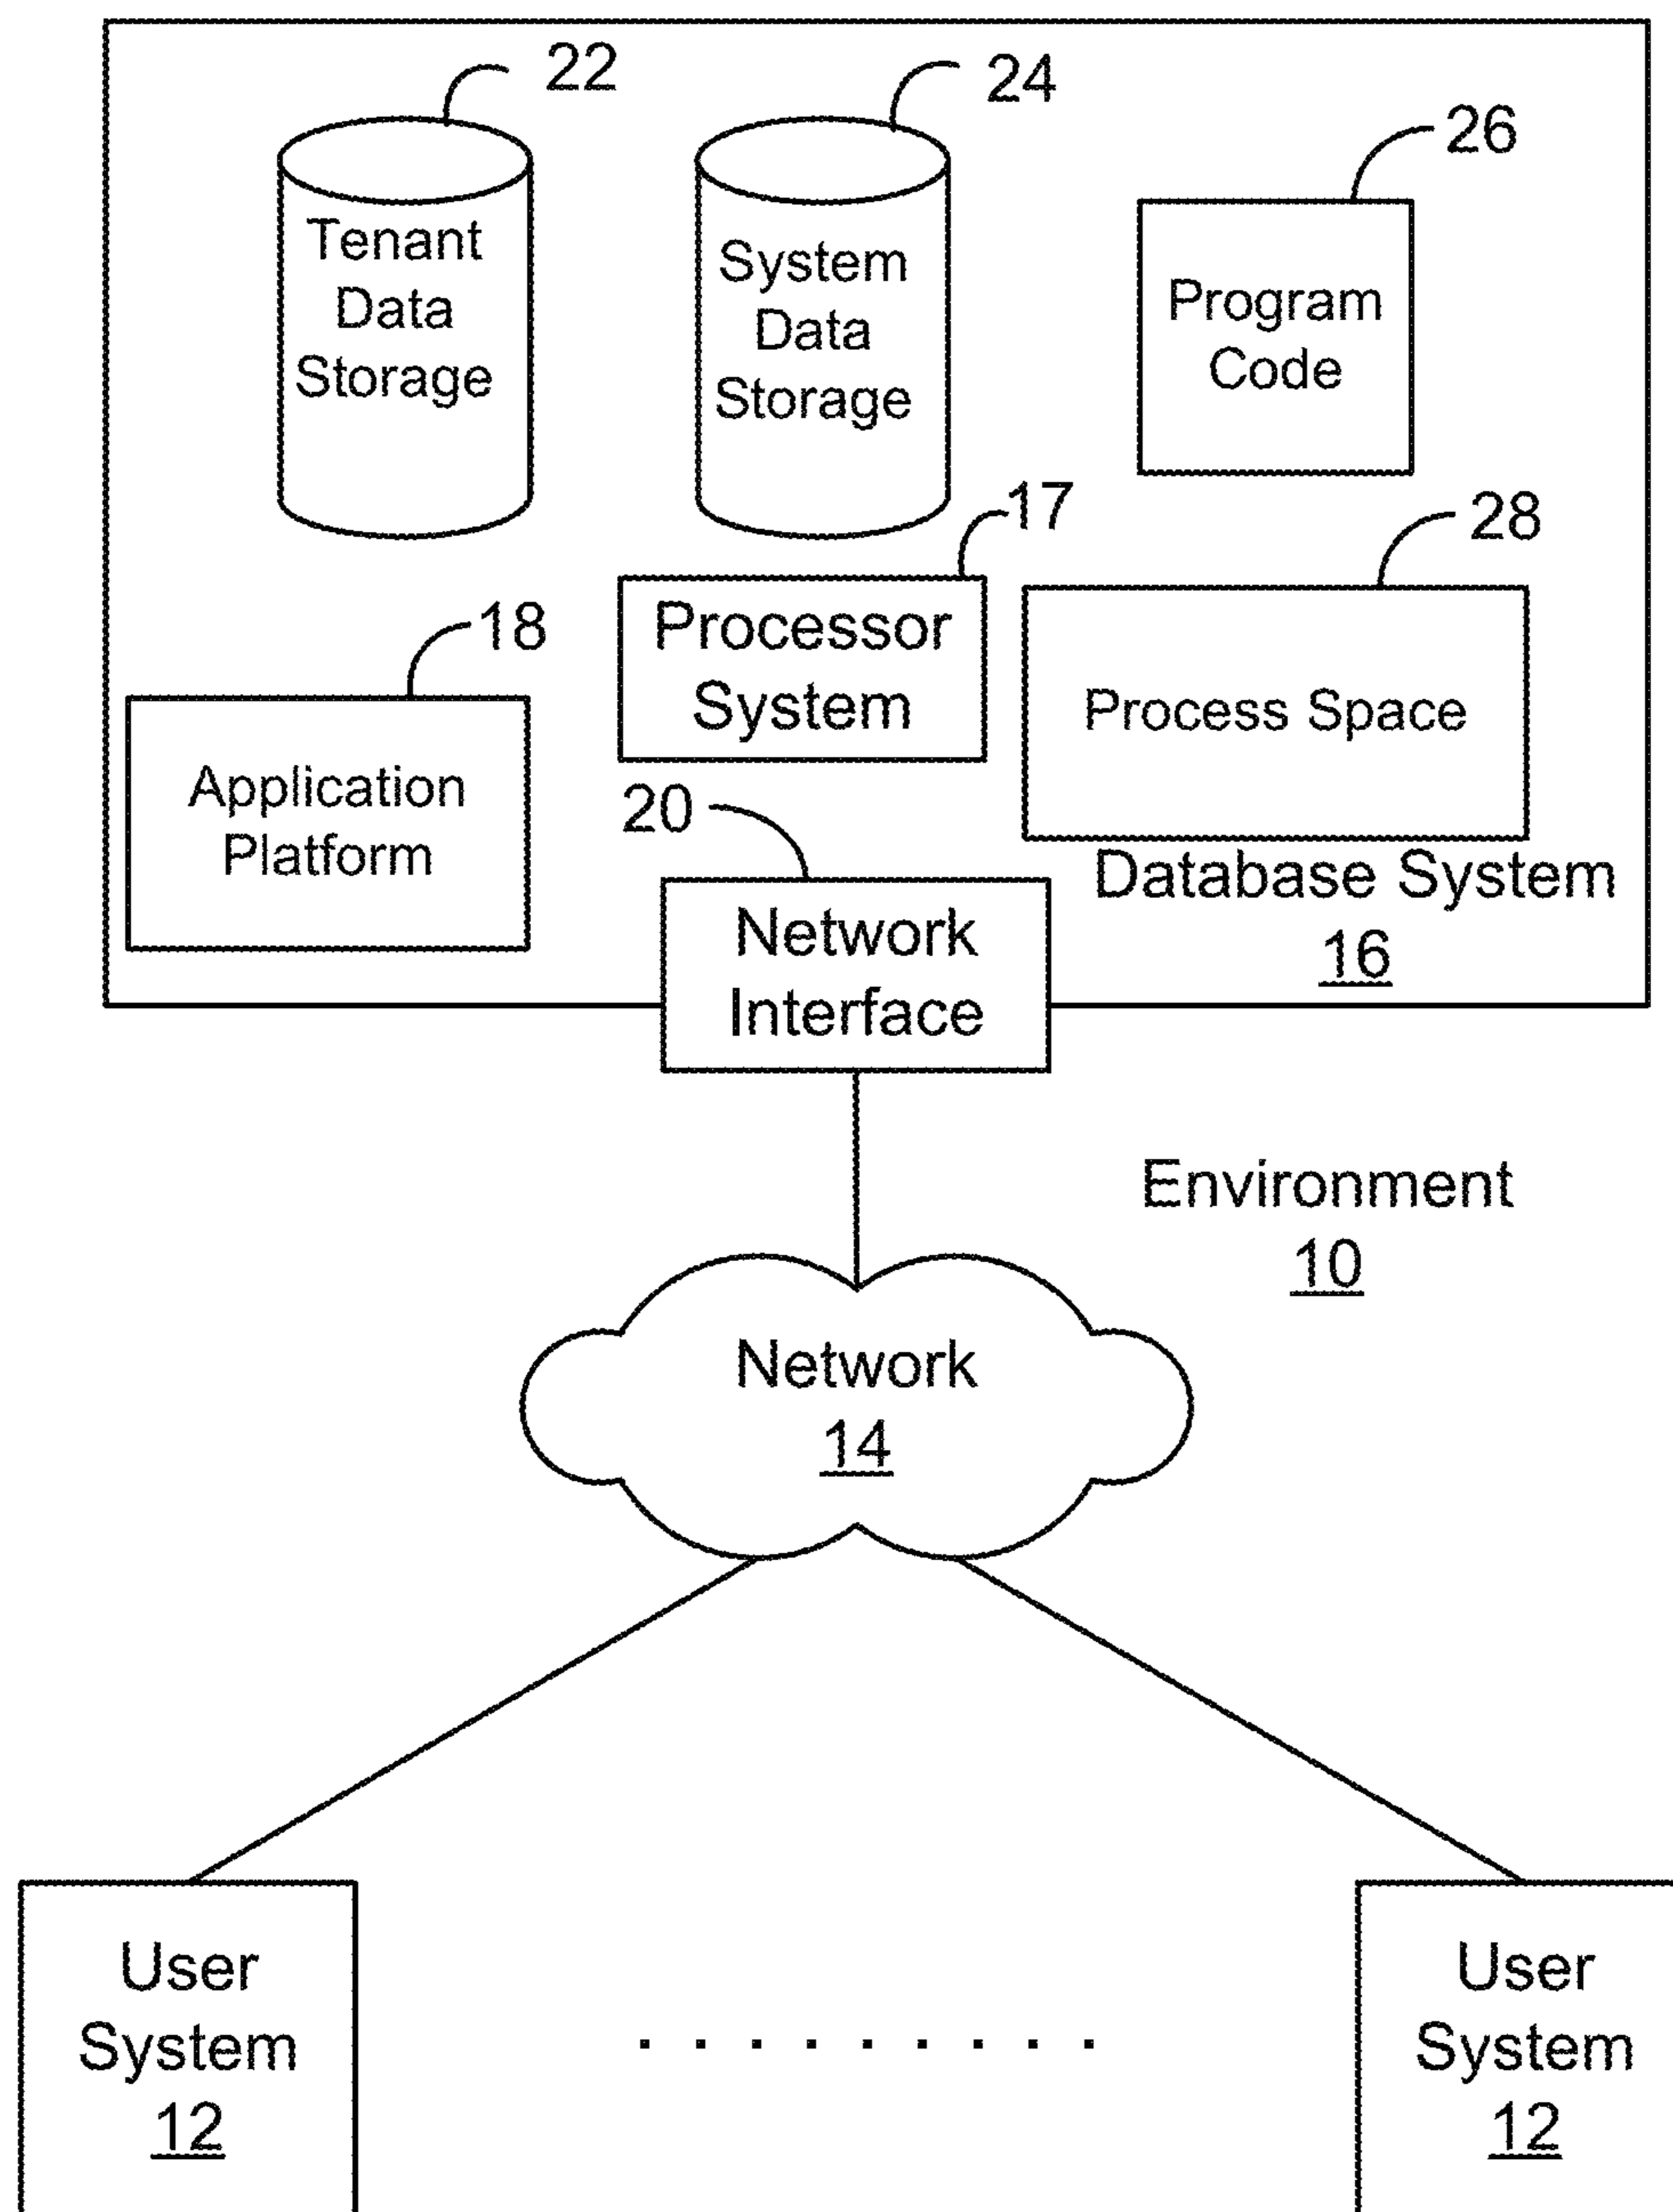 22
24
26
Tenant
Data
Storage
System
Data
Storage
Program
Code
17
28
18
Processor
System
Process Space
Application
Platform
20
Database System
16
Network
Interface
Environment
10
Network
14
User
System
12
. . . . . . . . .
User
System
12